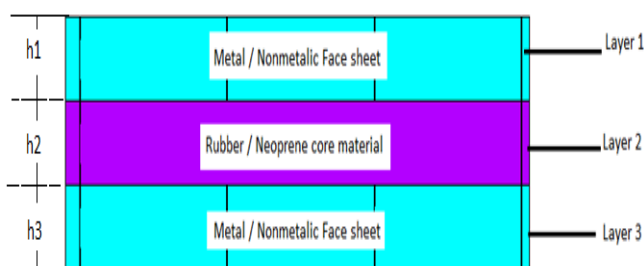 h1
Metal / Nonmetalic Face sheet
Layer 1
h2
Rubber / Neoprene core material
Layer 2
h3
Metal / Nonmetalic Face sheet
Layer 3